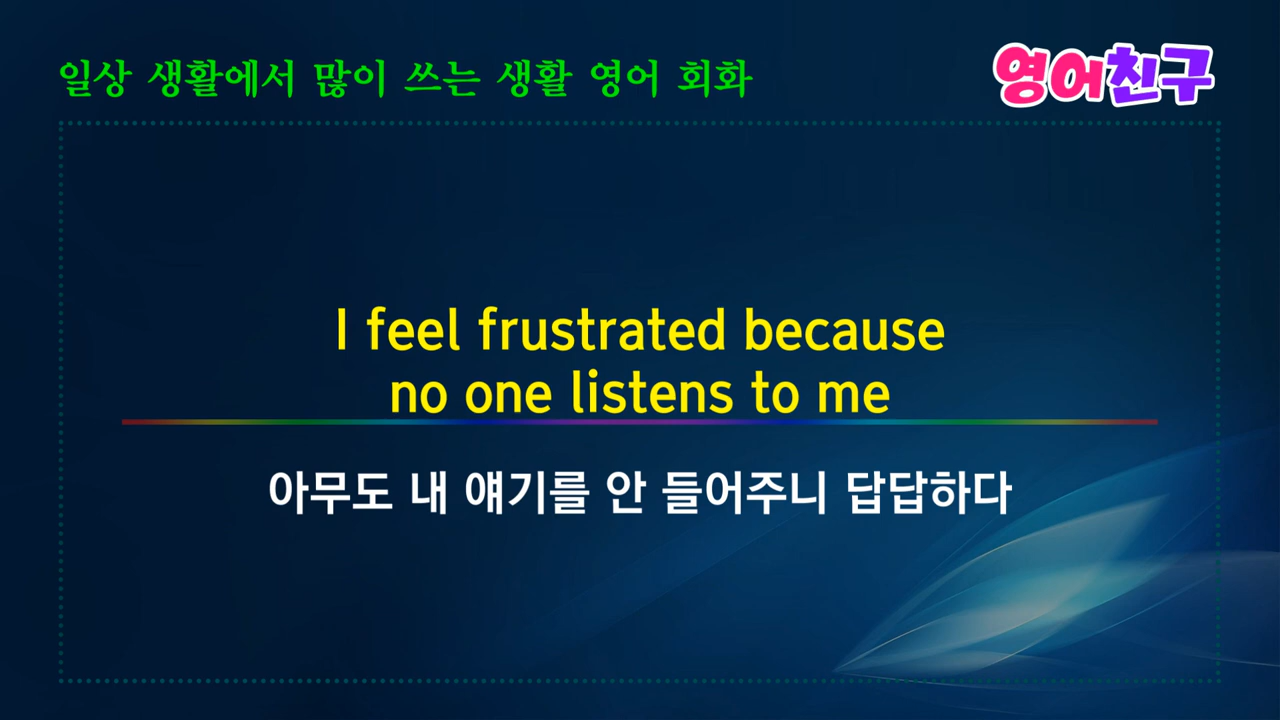 일상 생활에서 많이 쓰는 생활 영어 회화
영어친구
I feel frustrated because
no one listens to me
아무도 내 얘기를 안 들어주니 답답하다